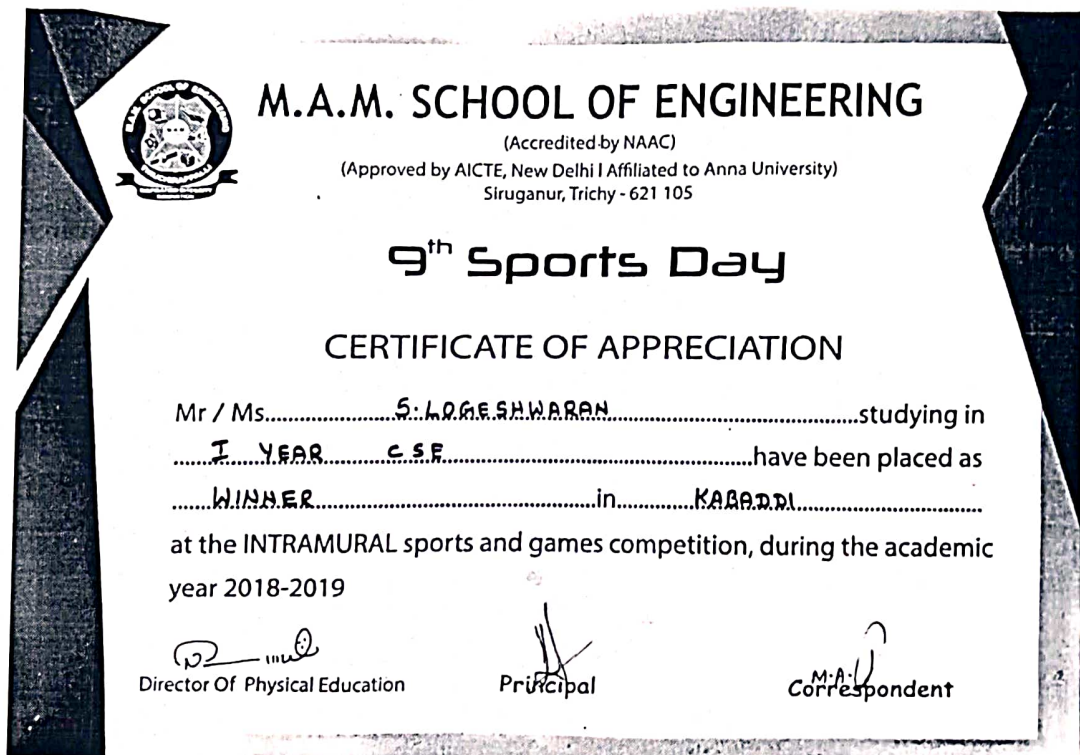 M.A.M. SCHOOL OF ENGINEERING
(Accredited by NAAC)
(Approved by AICTE, New Delhi I Affiliated to Anna University)
Siruganur, Trichy - 621 105
9th Sports Day
CERTIFICATE OF APPRECIATION
Mr / Ms. S. LOGESHWARAN studying in
I YEAR CSE have been placed as
WINNER in KABADDI
at the INTRAMURAL sports and games competition, during the academic
year 2018-2019
Director Of Physical Education Principal Correspondent